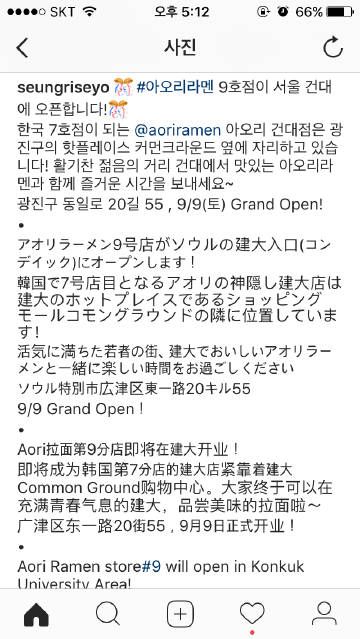 SKT 오후 5:12 66%
사진
seungriseyo 🎊 #아오리라멘 9호점이 서울 건대
에 오픈합니다!🎊
한국 7호점이 되는 @aoriramen 아오리 건대점은 광
진구의 핫플레이스 커먼그라운드 옆에 자리하고 있습
니다! 활기찬 젊음의 거리 건대에서 맛있는 아오리라
멘과 함께 즐거운 시간을 보내세요~
광진구 동일로 20길 55 , 9/9(토) Grand Open!
•
アオリラーメン9号店がソウルの建大入口(コン
デイック)にオープンします！
韓国で7号店目となるアオリの神隠し建大店は
建大のホットプレイスであるショッピング
モールコモングラウンドの隣に位置していま
す！
活気に満ちた若者の街、建大でおいしいアオリラー
メンと一緒に楽しい時間をお過ごしください
ソウル特別市広津区東一路20キル55
9/9 Grand Open！
•
Aori拉面第9分店即将在建大开业！
即将成为韩国第7分店的建大店紧靠着建大
Common Ground购物中心。大家终于可以在
充满青春气息的建大，品尝美味的拉面啦～
广津区东一路20街55，9月9日正式开业！
•
Aori Ramen store#9 will open in Konkuk
University Area!